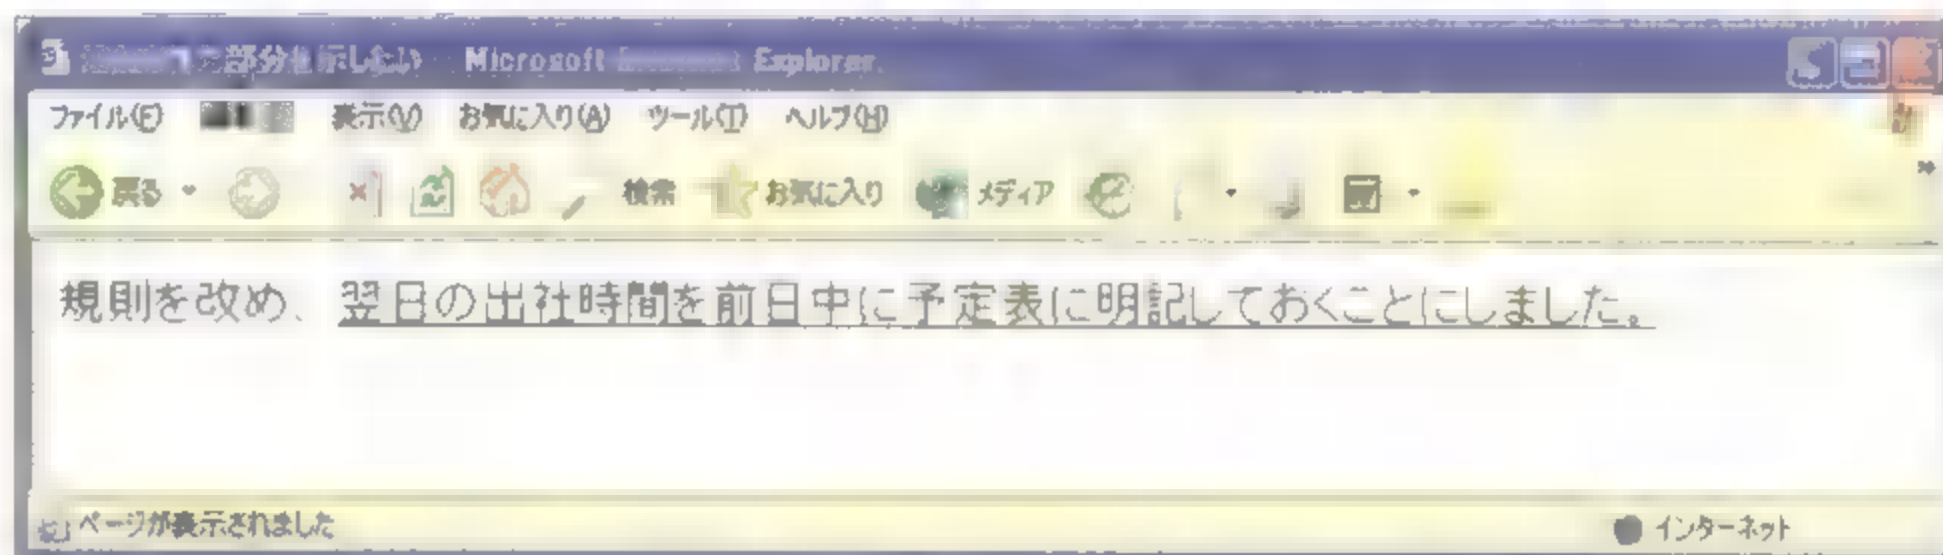 部分を示したい Microsoft Explorer
ファイル(F) 表示(V) お気に入り(A) ツール(T) ヘルプ(H)
戻る 検索 お気に入り メディア
規則を改め、翌日の出社時間を前日中に予定表に明記しておくことにしました。
ページが表示されました インターネット